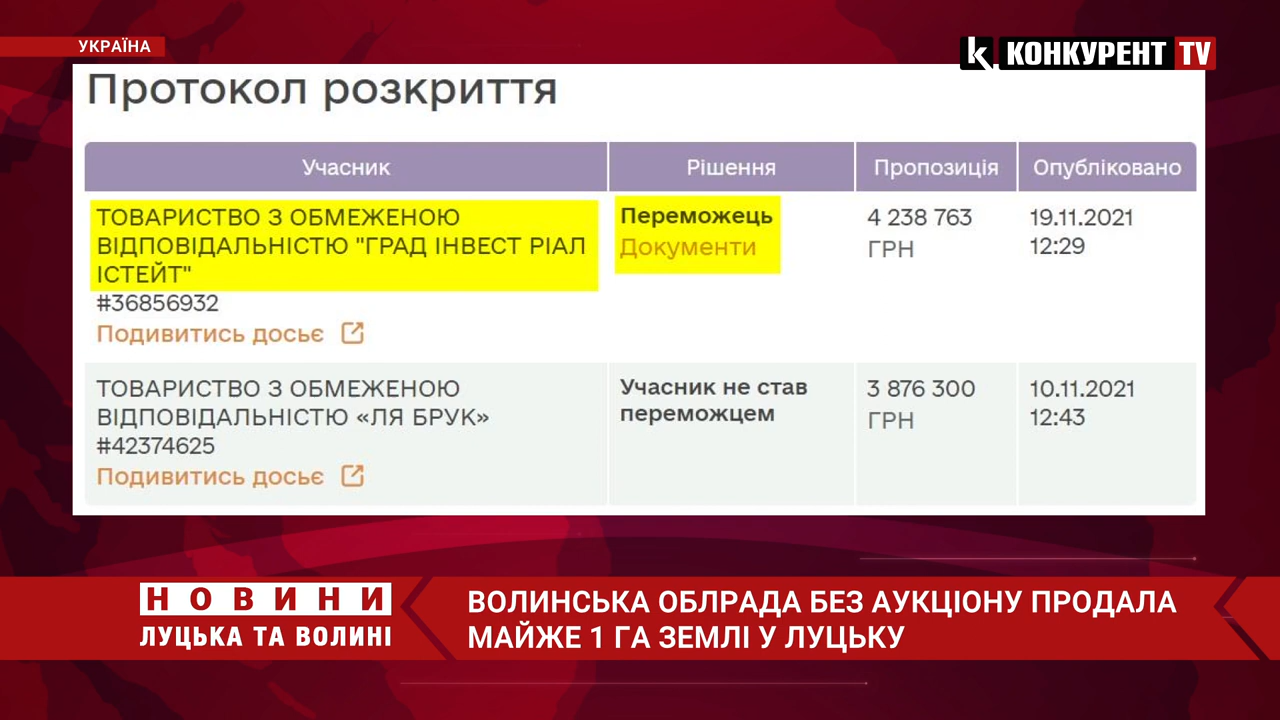 УКРАЇНА
k. КОНКУРЕНТ TV
Протокол розкриття
Учасник Рішення Пропозиція Опубліковано
ТОВАРИСТВО З ОБМЕЖЕНОЮ
ВІДПОВІДАЛЬНІСТЮ "ГРАД ІНВЕСТ РІАЛ
ІСТЕЙТ"
#36856932
Подивитись досьє
Переможець
Документи
4 238 763
ГРН
19.11.2021
12:29
ТОВАРИСТВО З ОБМЕЖЕНОЮ
ВІДПОВІДАЛЬНІСТЮ «ЛЯ БРУК»
#42374625
Подивитись досьє
Учасник не став
переможцем
3 876 300
ГРН
10.11.2021
12:43
НОВИНИ
ЛУЦЬКА ТА ВОЛИНІ
ВОЛИНСЬКА ОБЛРАДА БЕЗ АУКЦІОНУ ПРОДАЛА
МАЙЖЕ 1 ГА ЗЕМЛІ У ЛУЦЬКУ